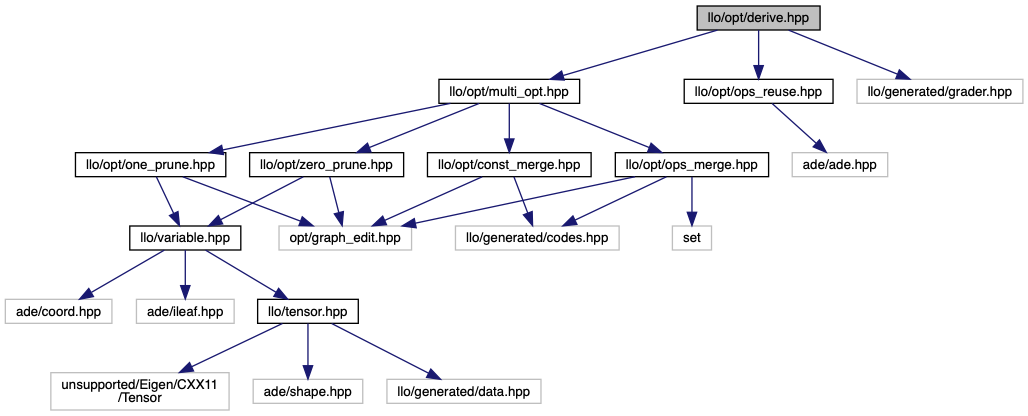 llo/opt/derive.hpp
llo/opt/multi_opt.hpp
llo/opt/ops_reuse.hpp
llo/generated/grader.hpp
llo/opt/one_prune.hpp
llo/opt/zero_prune.hpp
llo/opt/const_merge.hpp
llo/opt/ops_merge.hpp
ade/ade.hpp
llo/variable.hpp
opt/graph_edit.hpp
llo/generated/codes.hpp
set
ade/coord.hpp
ade/ileaf.hpp
llo/tensor.hpp
unsupported/Eigen/CXX11
/Tensor
ade/shape.hpp
llo/generated/data.hpp